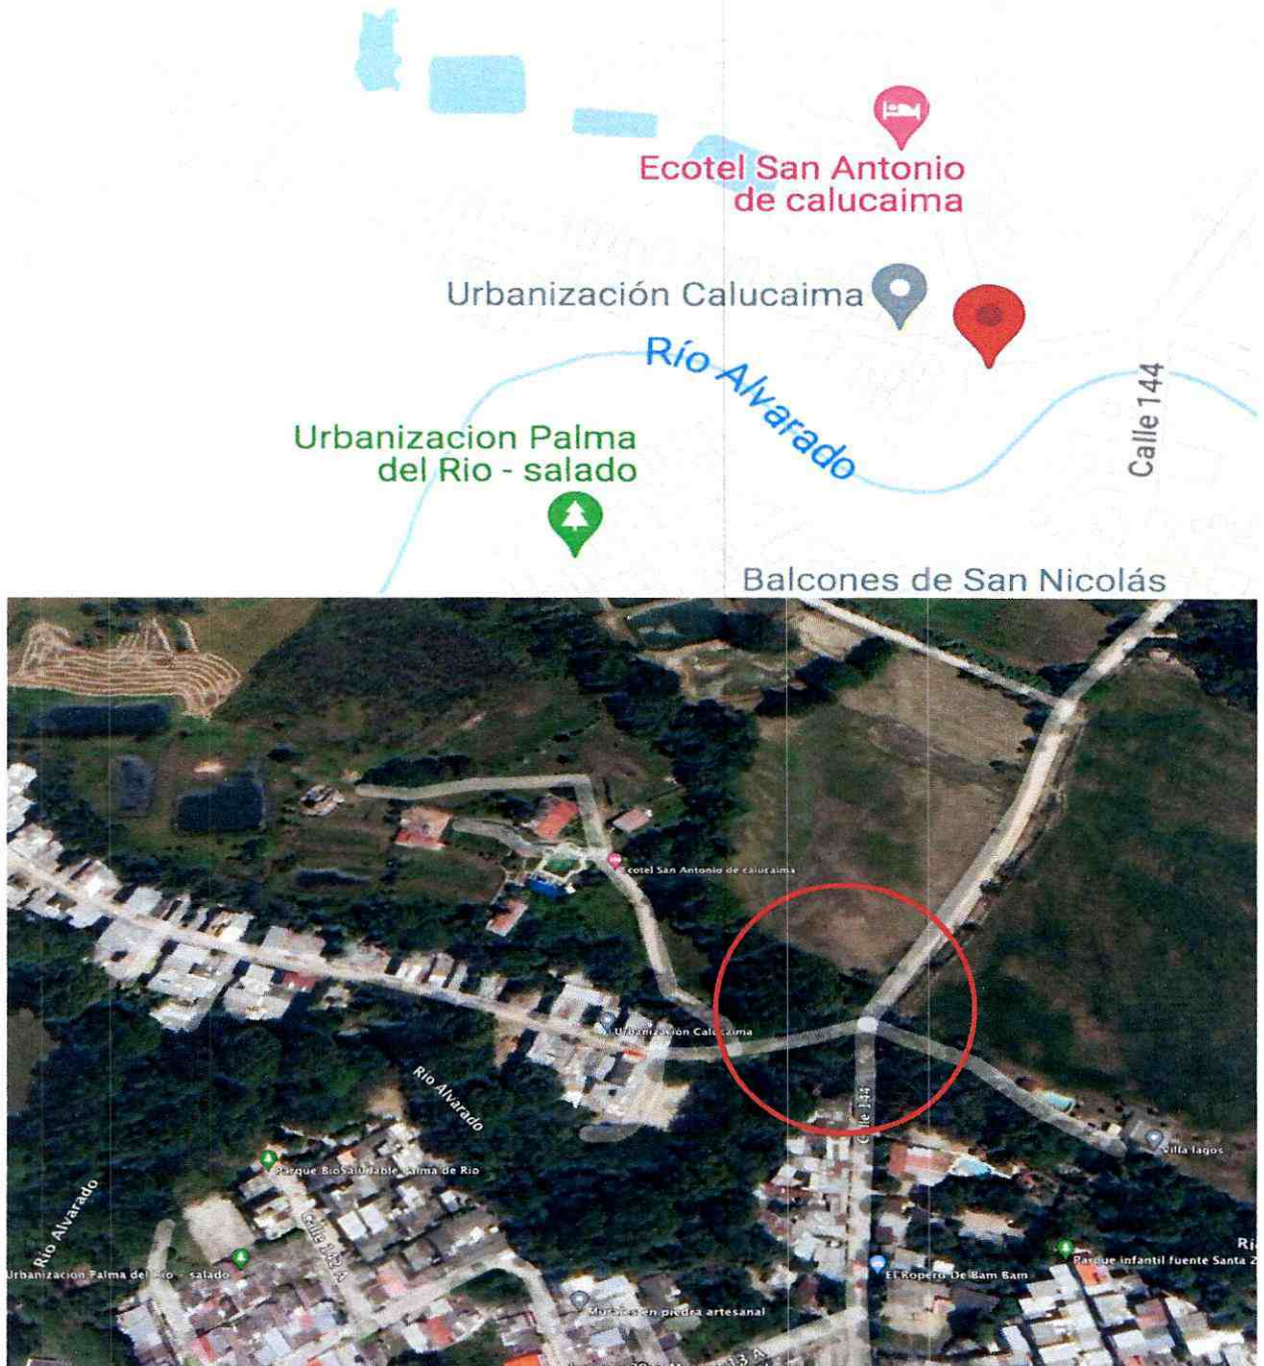 Ecotel San Antonio
de calucaima
Urbanización Calucaima
Río Alvarado
Calle 144
Urbanizacion Palma
del Rio - salado
Balcones de San Nicolás
Ecotel San Antonio de calucaima
Urbanización Calucaima
Río Alvarado
Calle 144
Villa lagos
Parque BioSaludable Palma de Rio
Río Alvarado
Calle 142 A
Urbanizacion Palma del Rio - salado
El Ropero De Bam Bam
Parque infantil fuente Santa 2
Murales en piedra artesanal